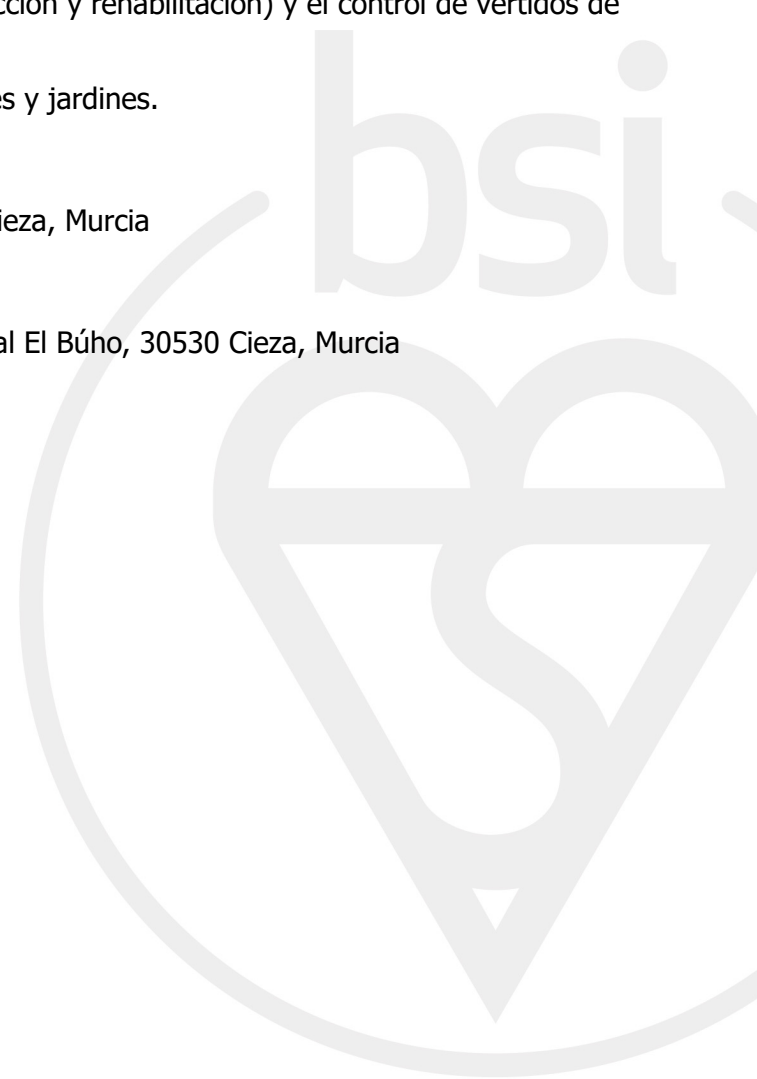 cción y rehabilitación) y el control de vertidos de
es y jardines.
ieza, Murcia
al El Búho, 30530 Cieza, Murcia
bsi